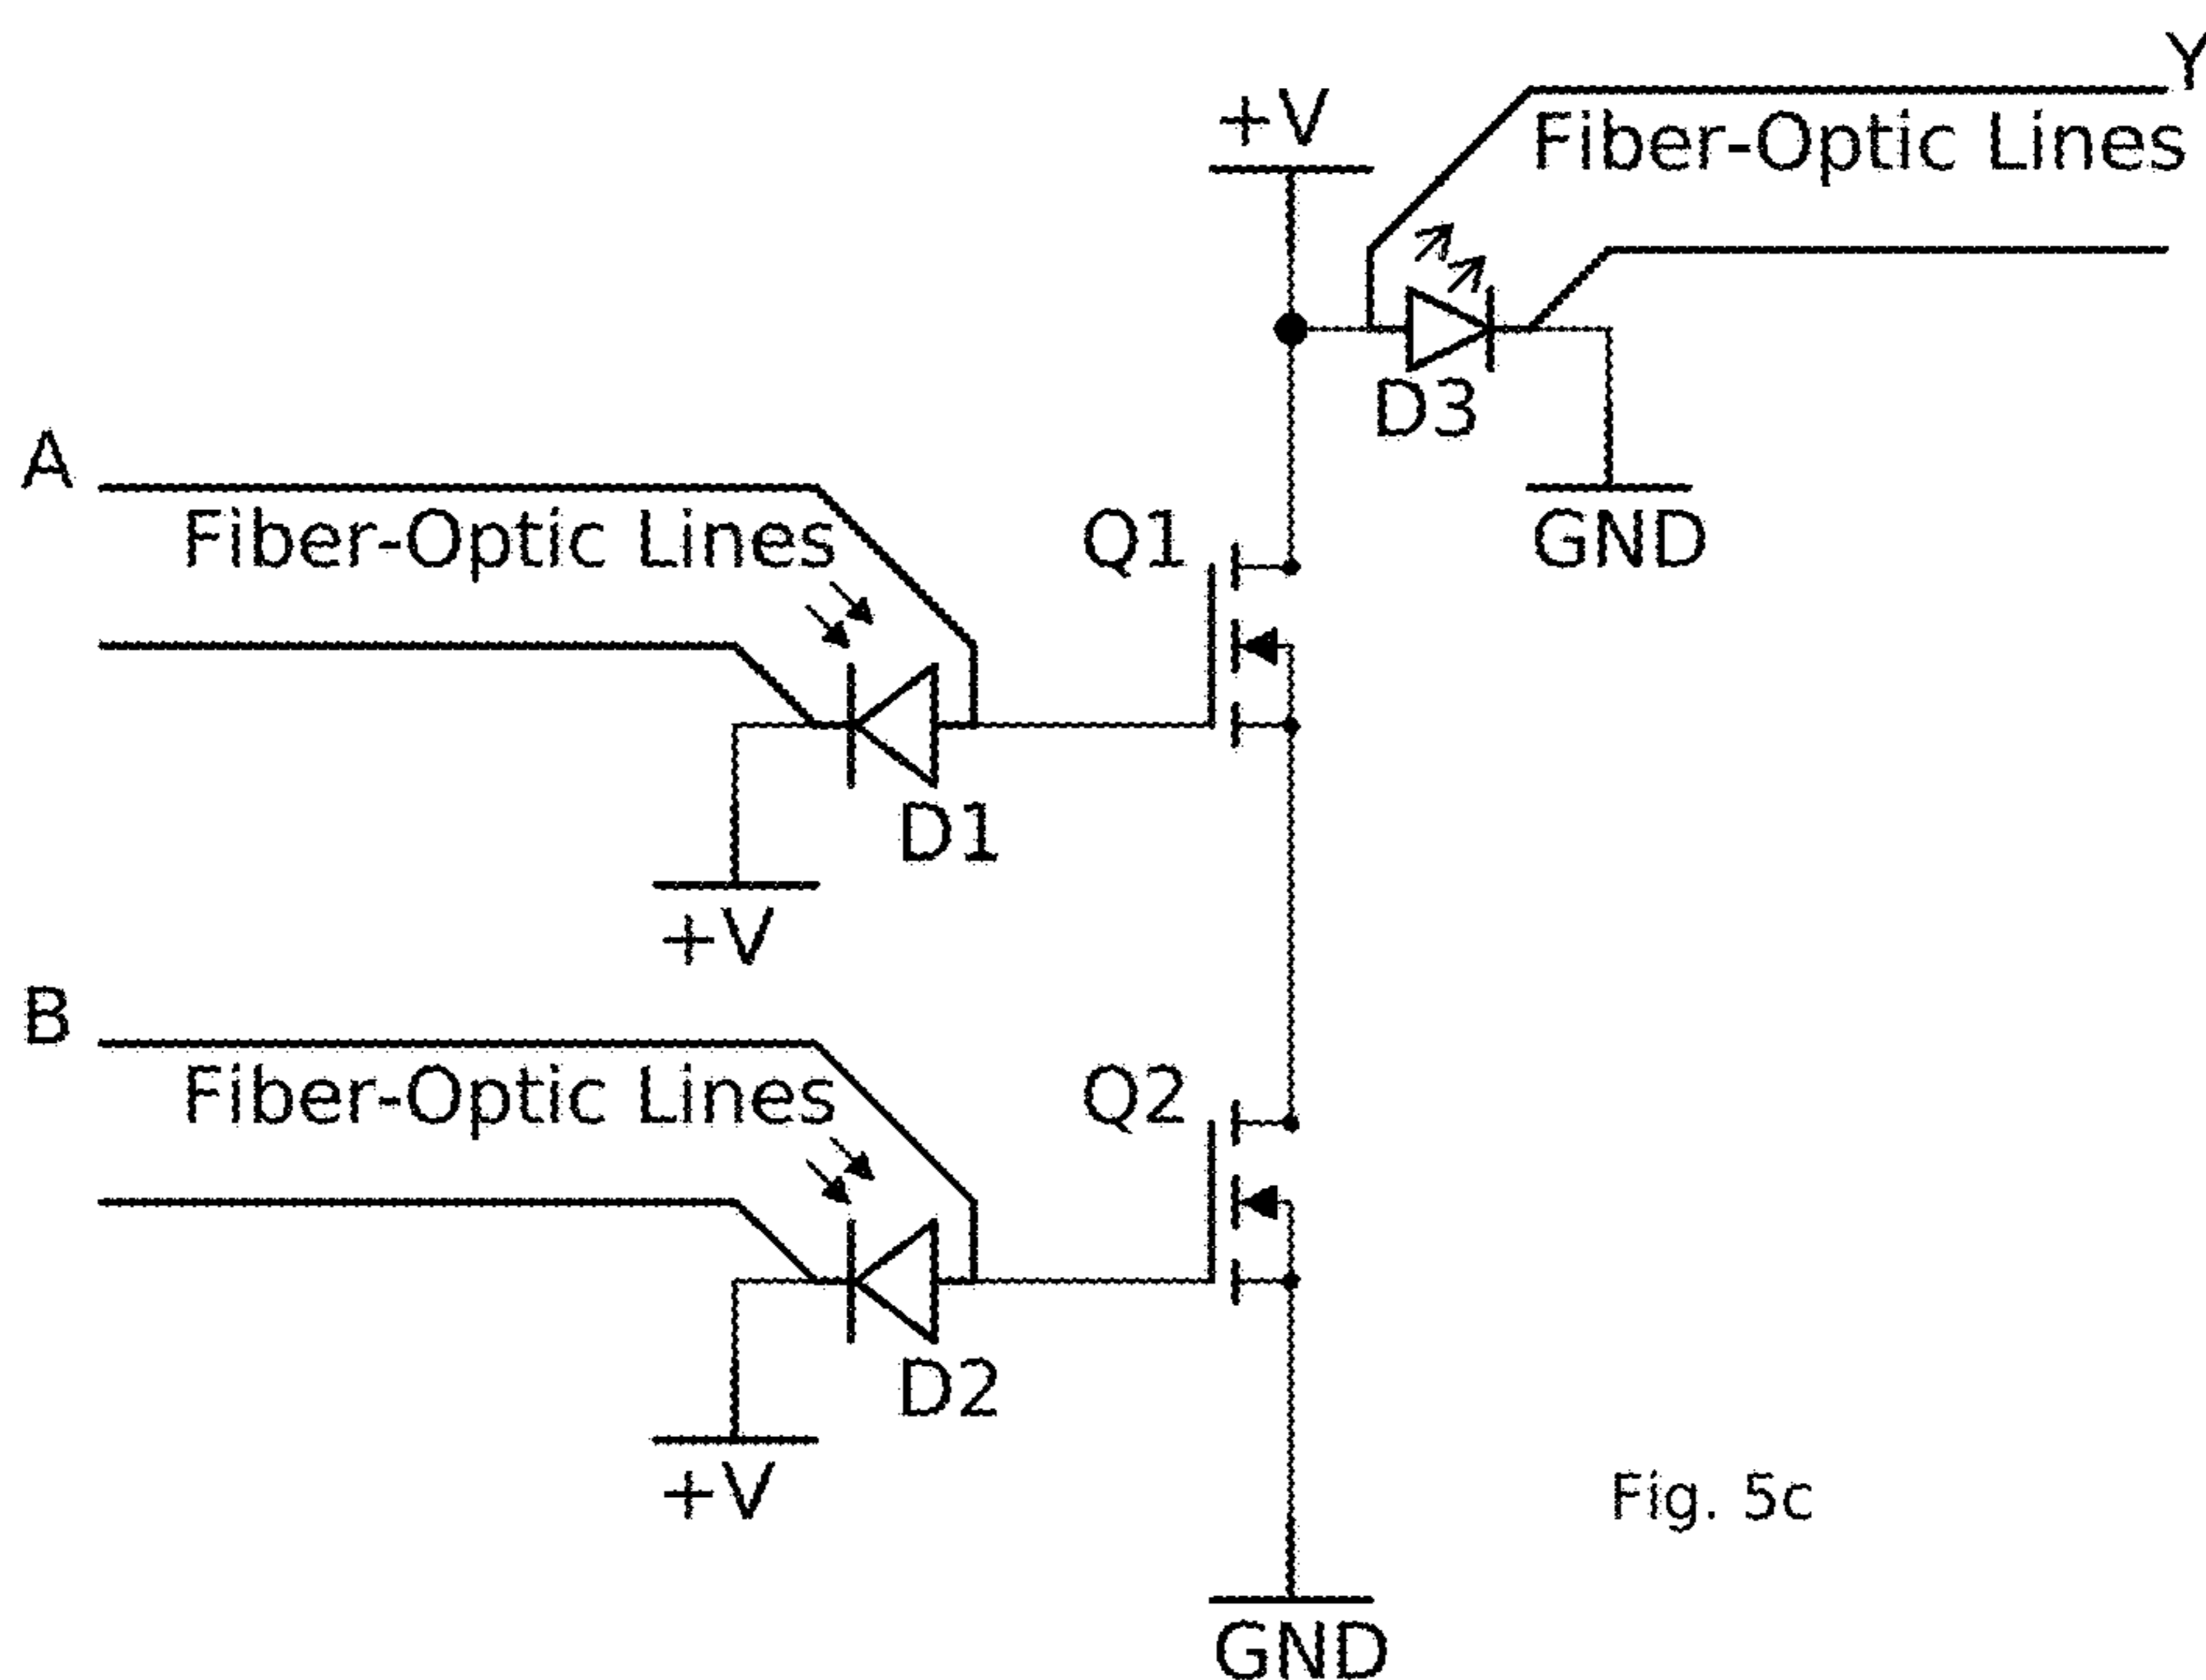 Y
+V
Fiber-Optic Lines
D3
A
Fiber-Optic Lines
Q1
GND
D1
+V
B
Fiber-Optic Lines
Q2
D2
+V
Fig. 5c
GND